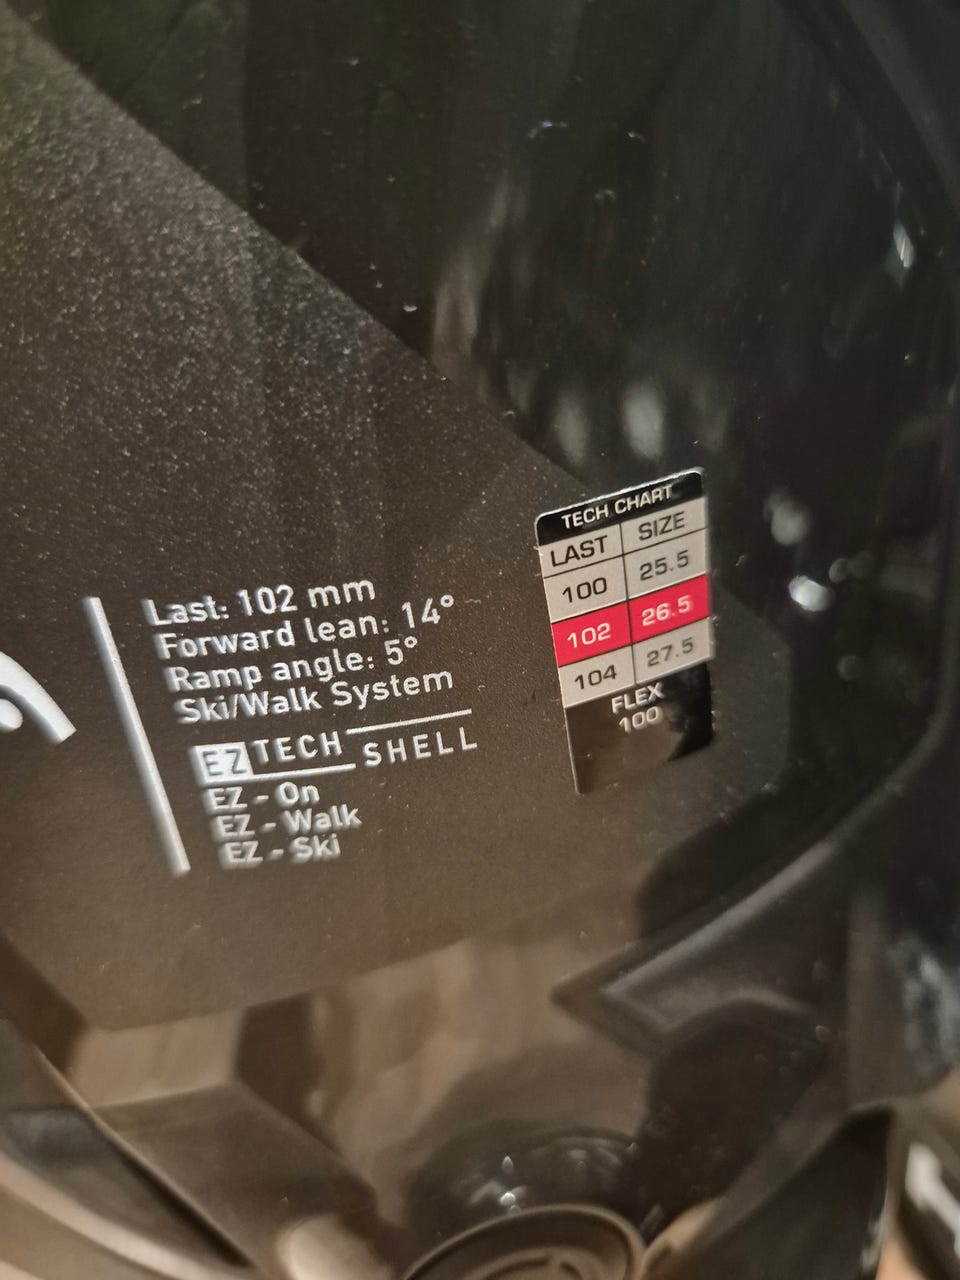 Last: 102 mm
Forward lean: 14°
Ramp angle: 5°
Ski/Walk System
EZ TECH SHELL
EZ - On
EZ - Walk
EZ - Ski
TECH CHART
LAST SIZE
100 25.5
102 26.5
104 27.5
FLEX
100